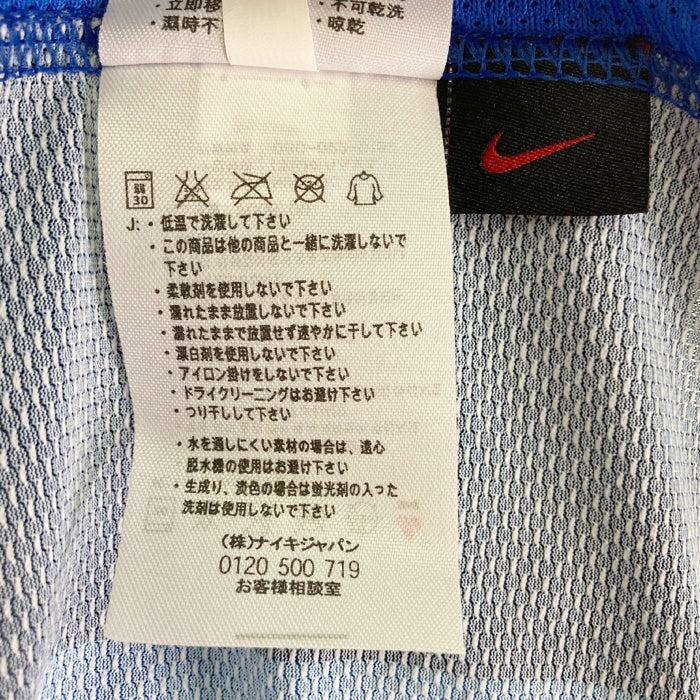 ・立即移
・濕時不
・不可乾洗
・晾乾
弱
30
J: ・低温で洗濯して下さい
・この商品は他の商品と一緒に洗濯しないで
下さい
・柔軟剤を使用しないで下さい
・濡れたまま放置しないで下さい
・濡れたままで放置せず速やかに干して下さい
・漂白剤を使用しないで下さい
・アイロン掛けをしないで下さい
・ドライクリーニングはお避け下さい
・つり干しして下さい
・水を通しにくい素材の場合は、遠心
脱水機の使用はお避け下さい
・生成り、淡色の場合は蛍光剤の入った
洗剤は使用しないで下さい
(株)ナイキジャパン
0120 500 719
お客様相談室